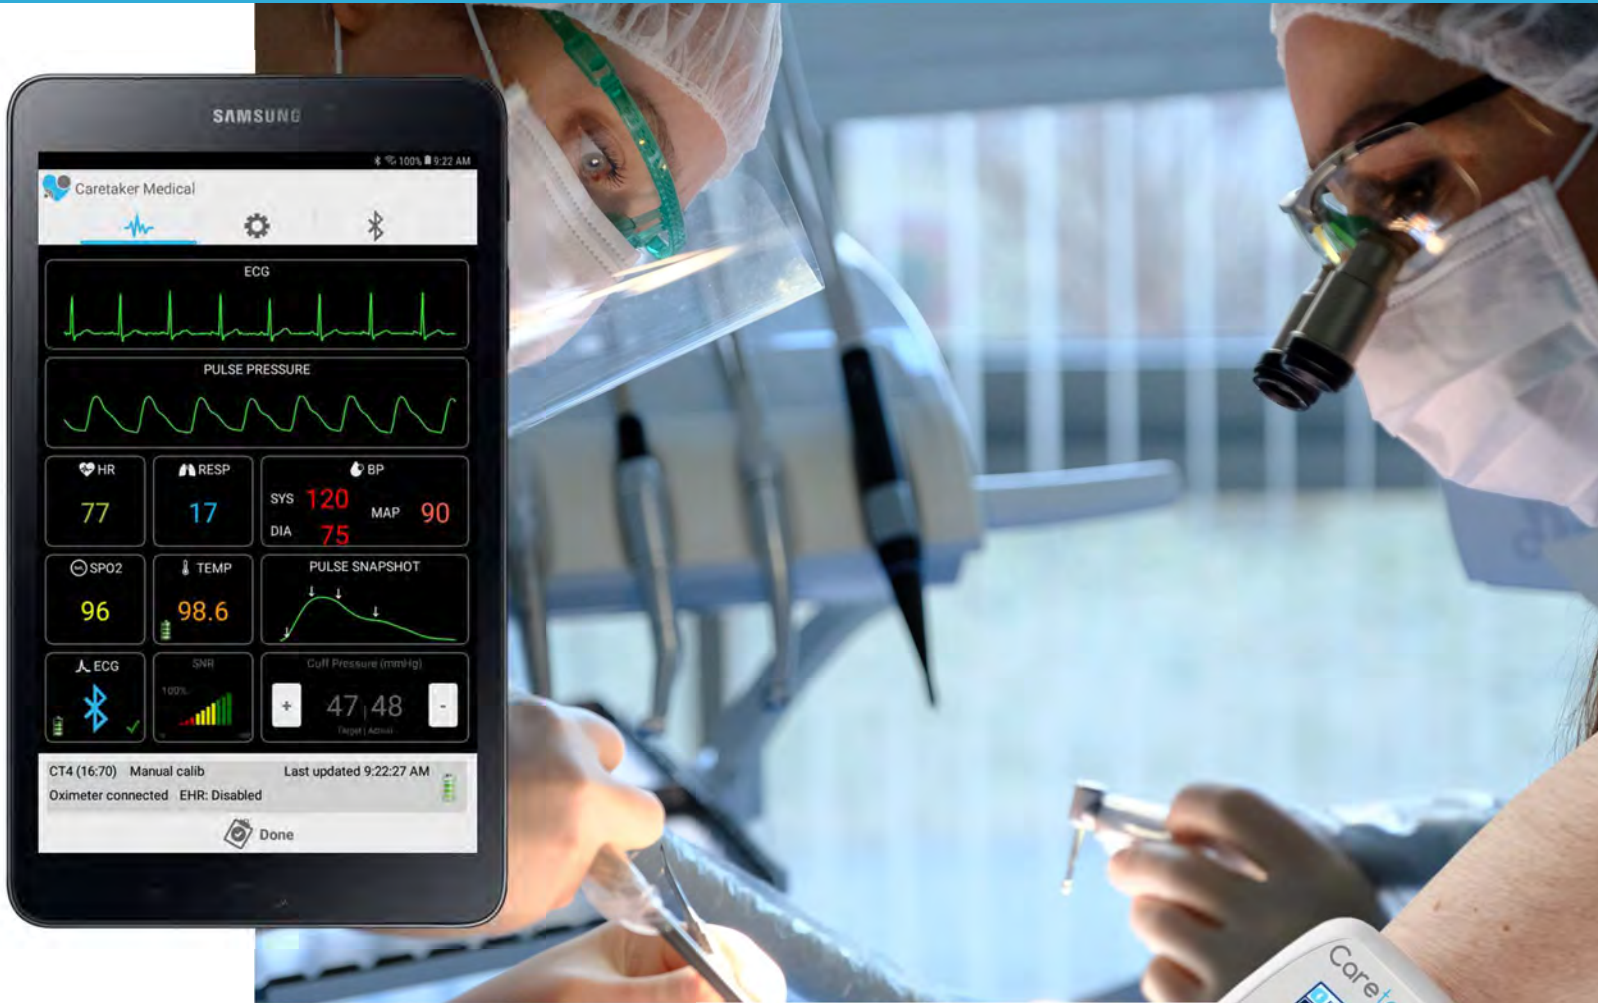 SAMSUNG
100% 9:22 AM
Caretaker Medical
ECG
PULSE PRESSURE
HR
RESP
BP
77
17
SYS 120
MAP 90
DIA 75
SPO2
TEMP
PULSE SNAPSHOT
96
98.6
ECG
SNR
Cuff Pressure (mmHg)
100%
+
47 | 48
-
Target | Actual
CT4 (16:70) Manual calib Last updated 9:22:27 AM
Oximeter connected EHR: Disabled
Done
Caret